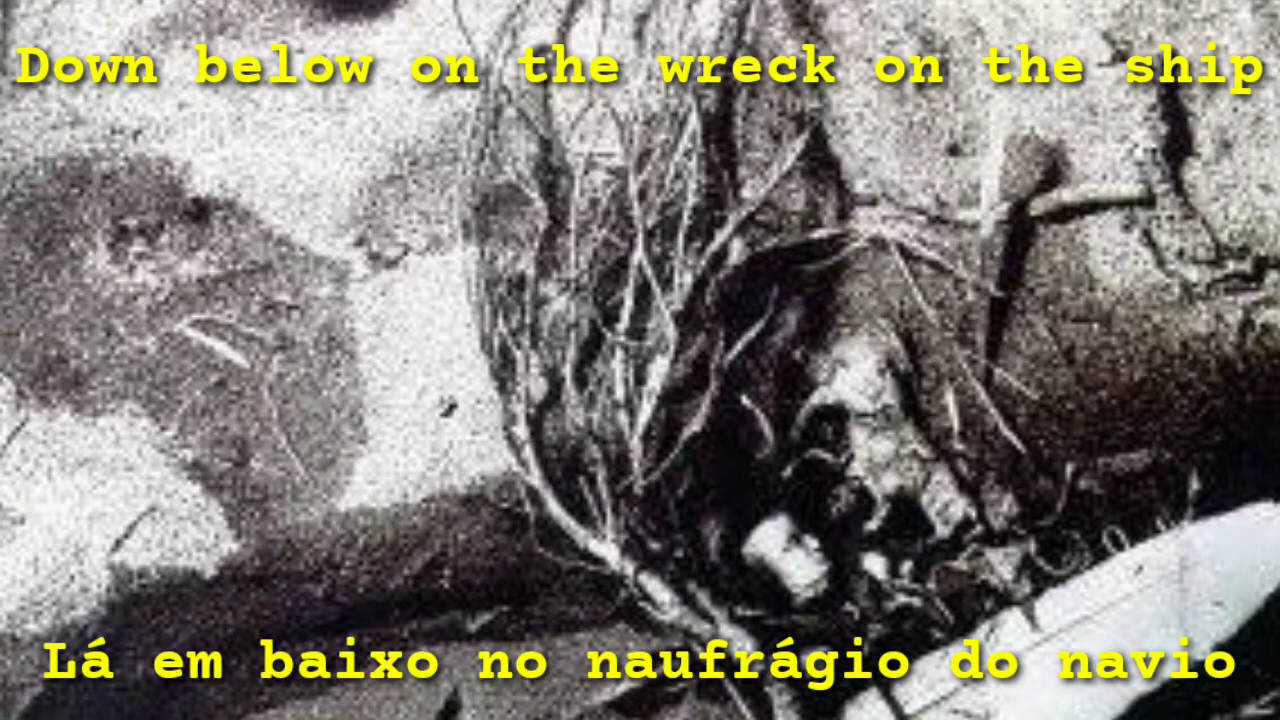 Down below on the wreck on the ship
Lá em baixo no naufrágio do navio